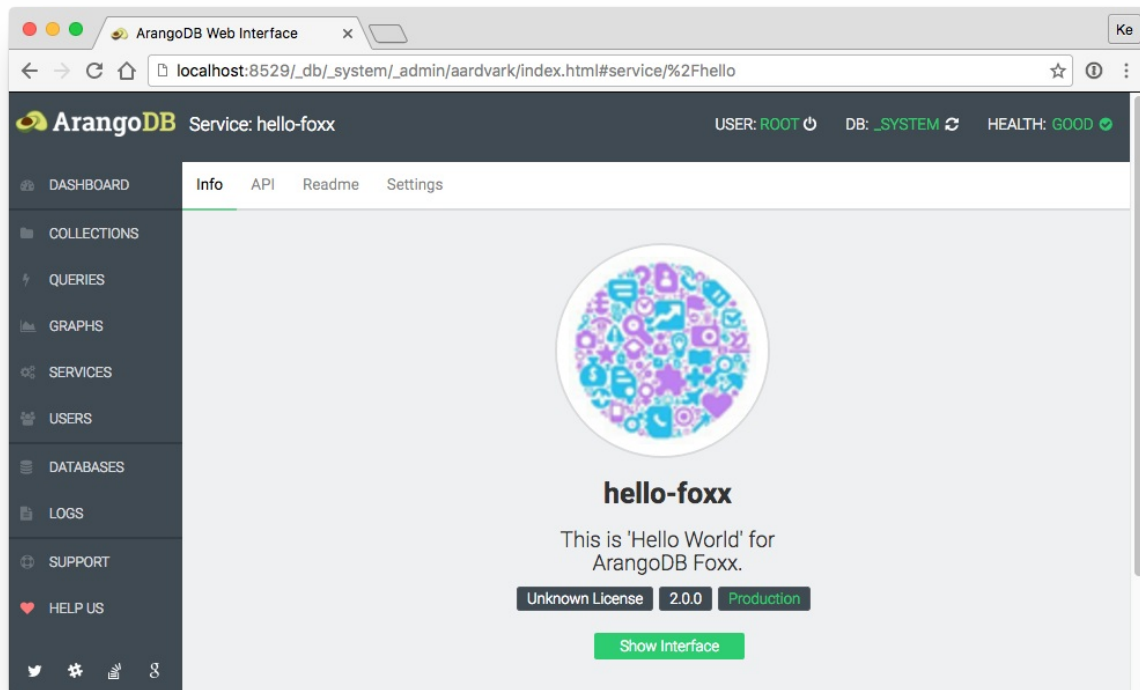 ArangoDB Web Interface
Ke
localhost:8529/_db/_system/_admin/aardvark/index.html#service/%2Fhello
ArangoDB Service: hello-foxx USER: ROOT DB: _SYSTEM HEALTH: GOOD
DASHBOARD
Info API Readme Settings
COLLECTIONS
QUERIES
GRAPHS
SERVICES
USERS
DATABASES
LOGS
SUPPORT
HELP US
hello-foxx
This is 'Hello World' for
ArangoDB Foxx.
Unknown License 2.0.0 Production
Show Interface